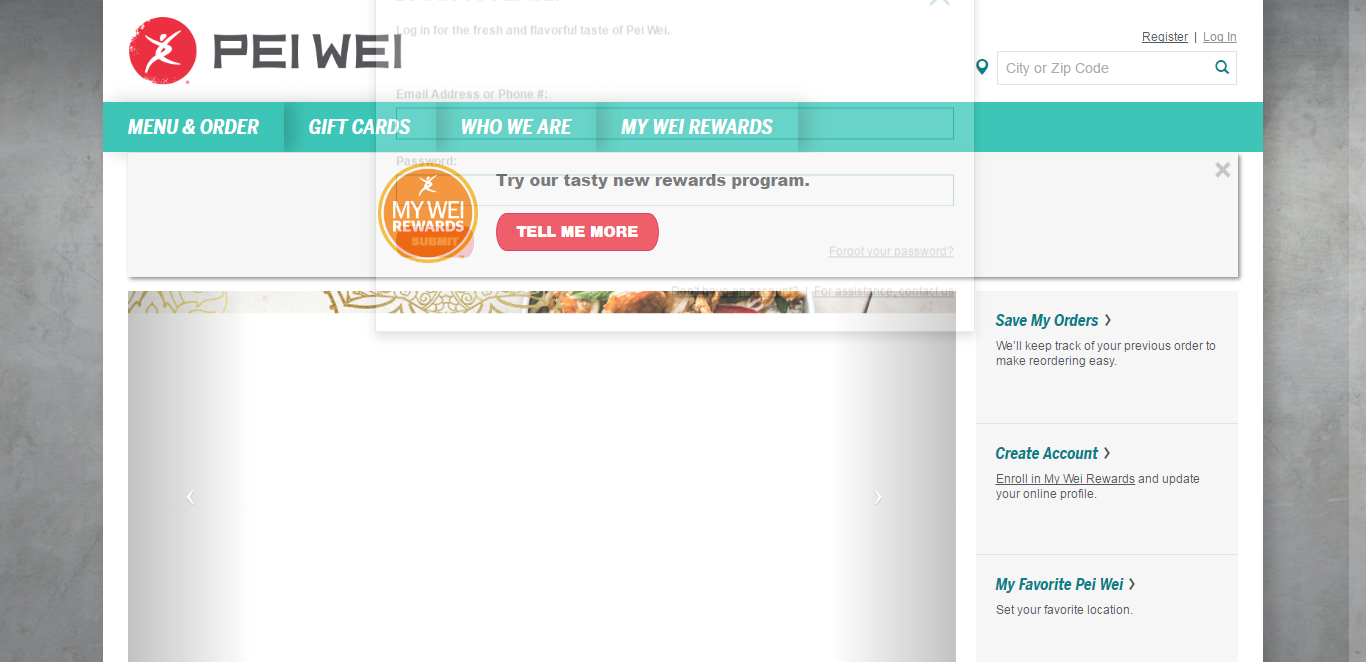 PEI WEI
Register | Log In
City or Zip Code
Log in for the fresh and flavorful taste of Pei Wei.
Email Address or Phone #:
MENU & ORDER
GIFT CARDS
WHO WE ARE
MY WEI REWARDS
Password:
MY WEI
REWARDS
SUBMIT
Try our tasty new rewards program.
TELL ME MORE
Forgot your password?
Don't have an account? | For assistance, contact us
Save My Orders
We'll keep track of your previous order to
make reordering easy.
Create Account
Enroll in My Wei Rewards and update
your online profile.
My Favorite Pei Wei
Set your favorite location.